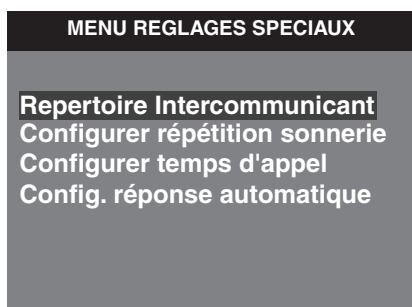 MENU REGLAGES SPECIAUX
Repertoire Intercommunicant
Configurer répétition sonnerie
Configurer temps d'appel
Config. réponse automatique